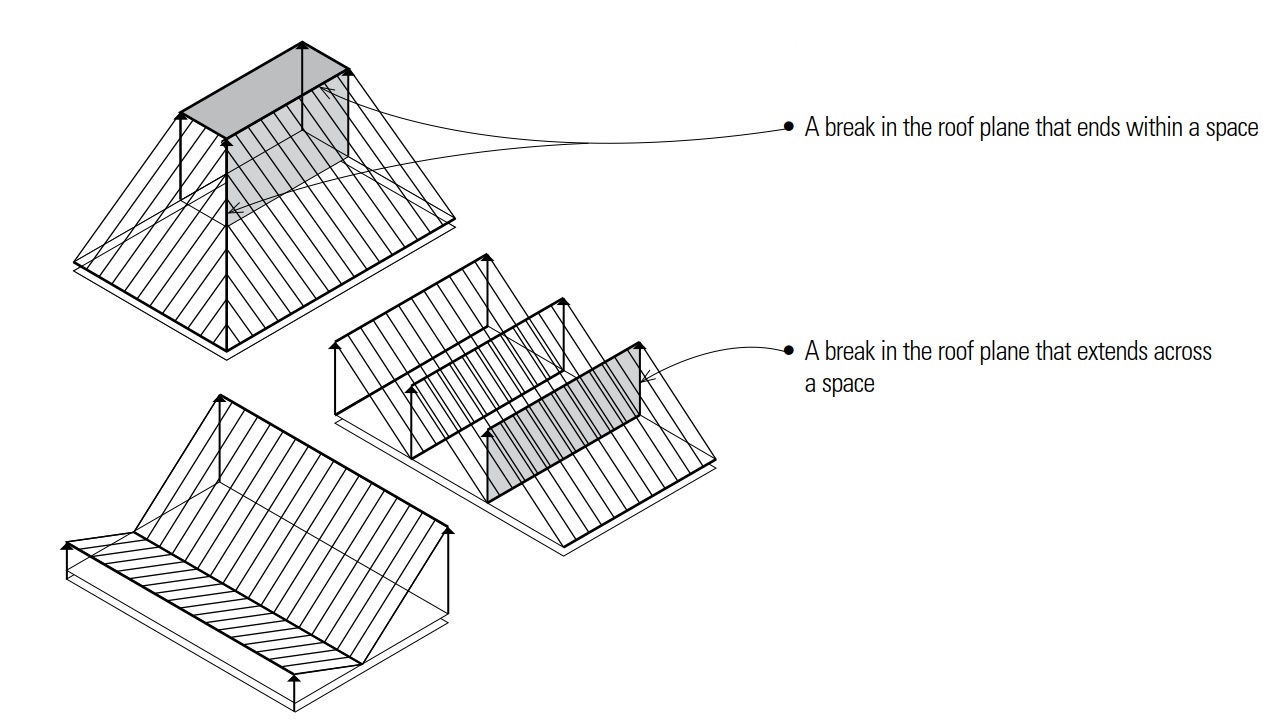 A break in the roof plane that ends within a space
A break in the roof plane that extends across
a space